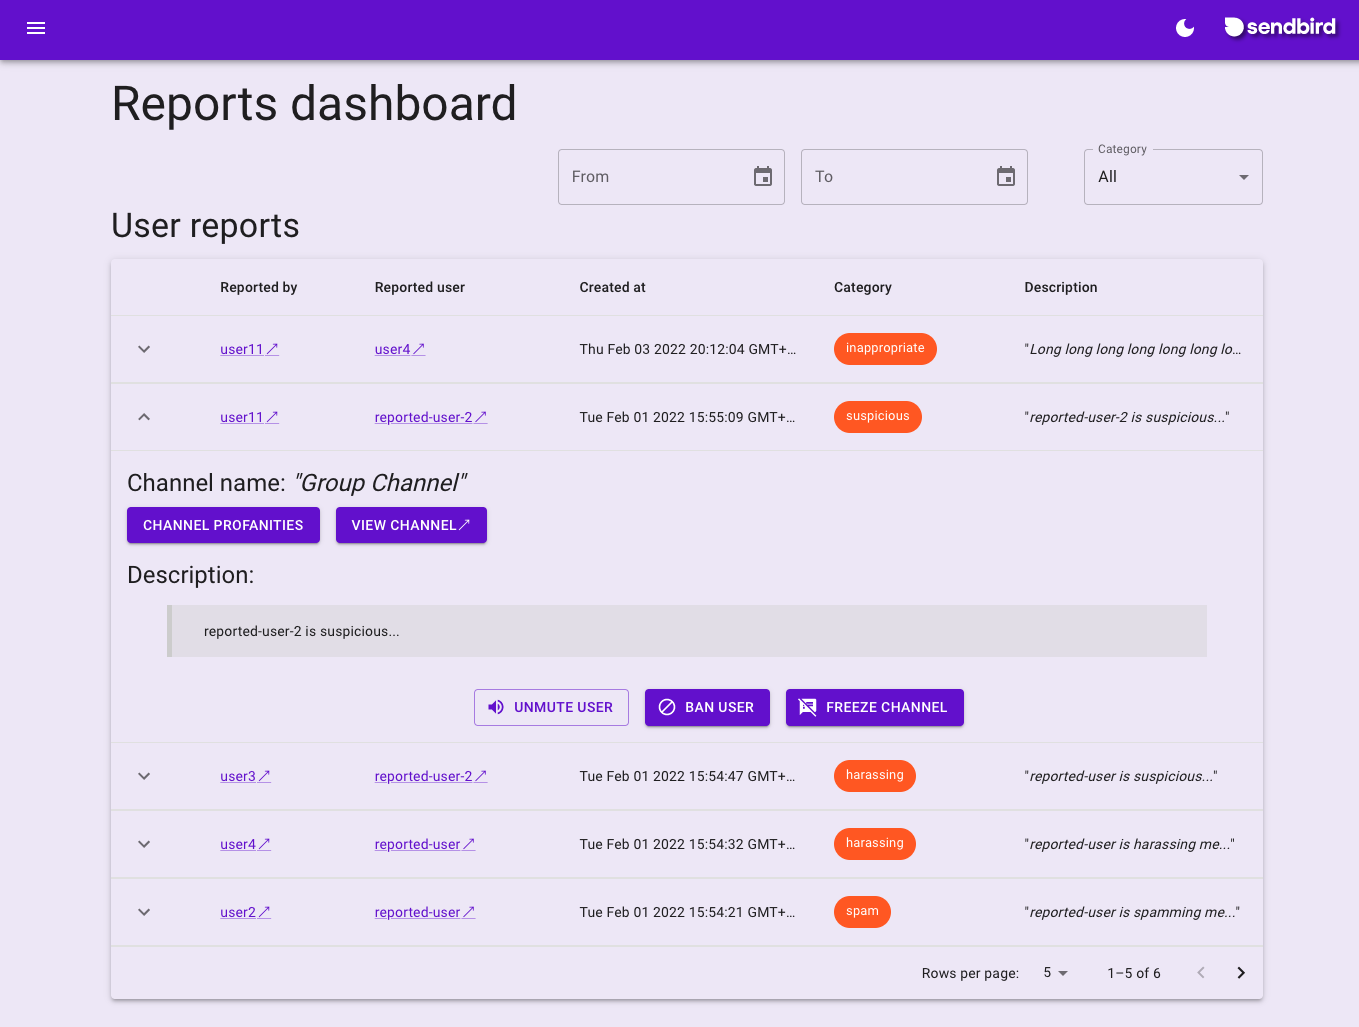 sendbird
Reports dashboard
From
To
Category
All
User reports
Reported by Reported user Created at Category Description
user11 user4 Thu Feb 03 2022 20:12:04 GMT+... inappropriate "Long long long long long long lo...
user11 reported-user-2 Tue Feb 01 2022 15:55:09 GMT+... suspicious "reported-user-2 is suspicious..."
Channel name: "Group Channel"
CHANNEL PROFANITIES VIEW CHANNEL
Description:
reported-user-2 is suspicious...
UNMUTE USER BAN USER FREEZE CHANNEL
user3 reported-user-2 Tue Feb 01 2022 15:54:47 GMT+... harassing "reported-user is suspicious..."
user4 reported-user Tue Feb 01 2022 15:54:32 GMT+... harassing "reported-user is harassing me..."
user2 reported-user Tue Feb 01 2022 15:54:21 GMT+... spam "reported-user is spamming me..."
Rows per page: 5 1–5 of 6